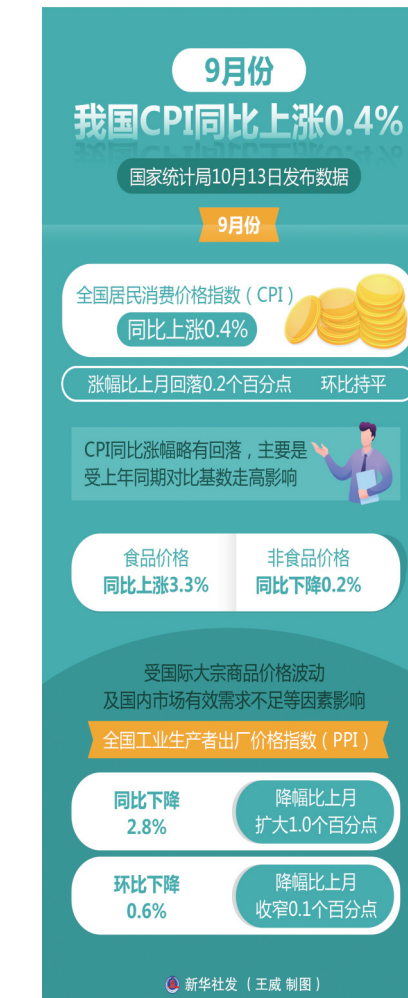 9月份
我国CPI同比上涨0.4%
国家统计局10月13日发布数据
9月份
全国居民消费价格指数（CPI）
同比上涨0.4%
涨幅比上月回落0.2个百分点 环比持平
CPI同比涨幅略有回落，主要是
受上年同期对比基数走高影响
食品价格
同比上涨3.3%
非食品价格
同比下降0.2%
受国际大宗商品价格波动
及国内市场有效需求不足等因素影响
全国工业生产者出厂价格指数（PPI）
同比下降
2.8%
降幅比上月
扩大1.0个百分点
环比下降
0.6%
降幅比上月
收窄0.1个百分点
新华社发（王威 制图）